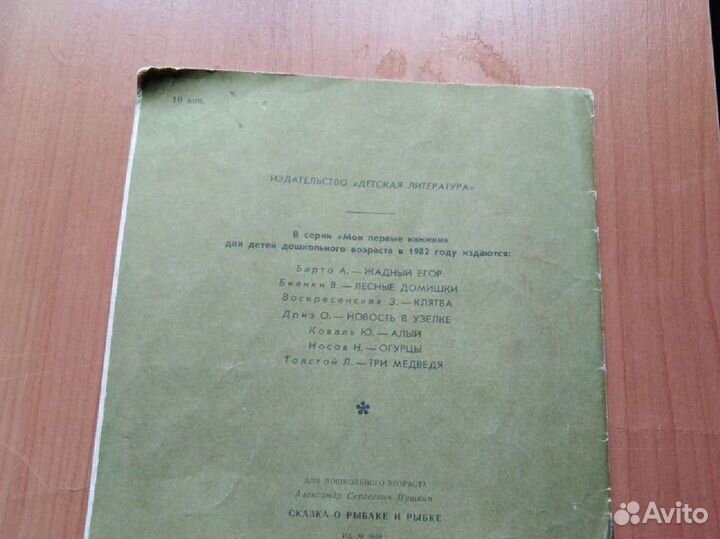 10 коп.
ИЗДАТЕЛЬСТВО «ДЕТСКАЯ ЛИТЕРАТУРА»
В серии «Мои первые книжки»
для детей дошкольного возраста в 1982 году издаются:
Барто А. — ЖАДНЫЙ ЕГОР
Бианки В. — ЛЕСНЫЕ ДОМИШКИ
Воскресенская З. — КЛЯТВА
Дриз О. — НОВОСТЬ В УЗЕЛКЕ
Коваль Ю. — АЛЫЙ
Носов Н. — ОГУРЦЫ
Толстой Л. — ТРИ МЕДВЕДЯ
ДЛЯ ДОШКОЛЬНОГО ВОЗРАСТА
Александр Сергеевич Пушкин
СКАЗКА О РЫБАКЕ И РЫБКЕ
ИБ №
Avito